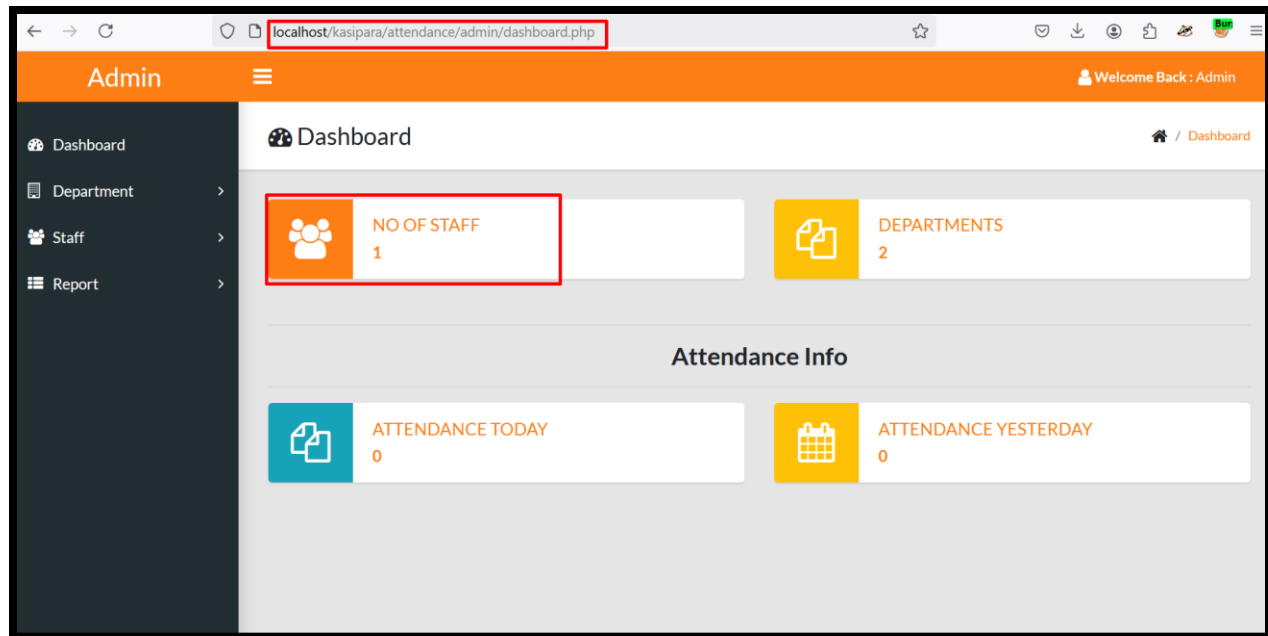 localhost/kasipara/attendance/admin/dashboard.php
Bur
Admin
Welcome Back : Admin
Dashboard
Dashboard
/ Dashboard
Department
Staff
Report
NO OF STAFF
1
DEPARTMENTS
2
Attendance Info
ATTENDANCE TODAY
0
ATTENDANCE YESTERDAY
0